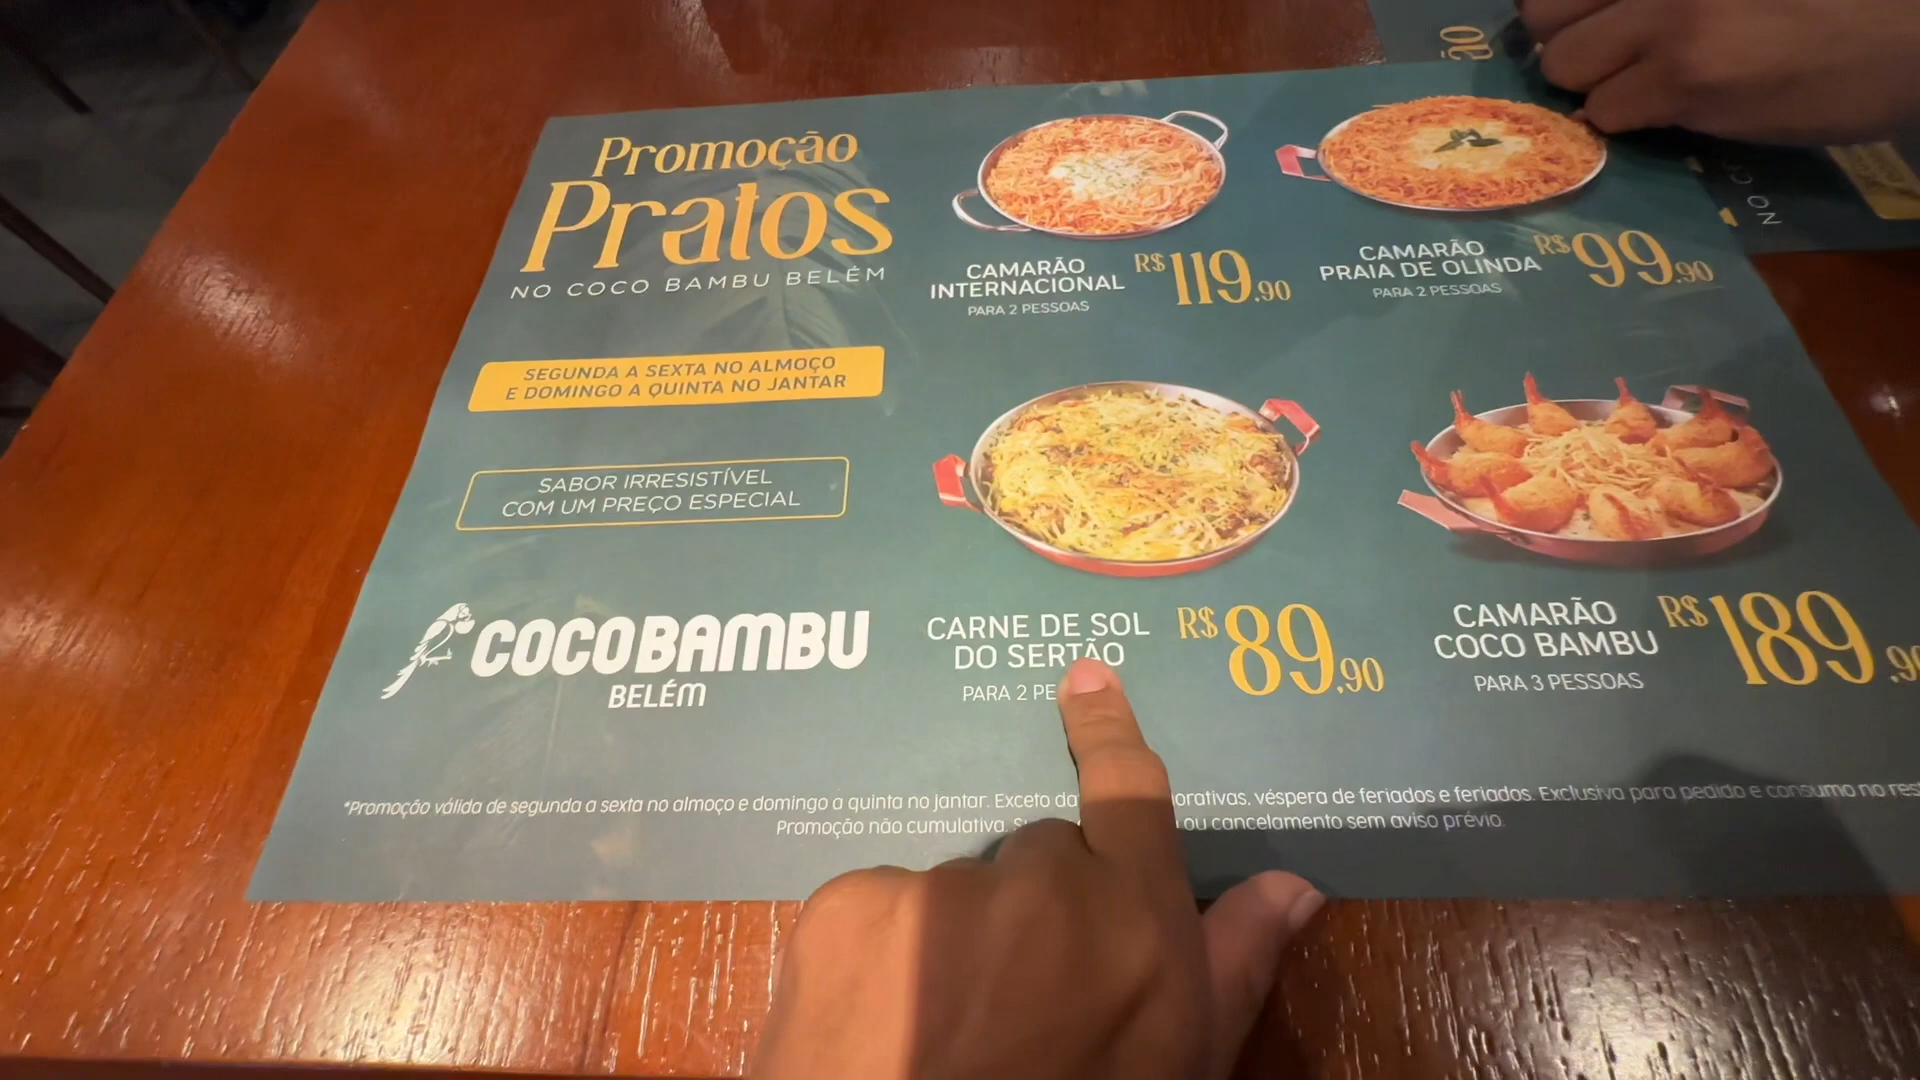 Promoção
Pratos
NO COCO BAMBU BELÉM
SEGUNDA A SEXTA NO ALMOÇO
E DOMINGO A QUINTA NO JANTAR
SABOR IRRESISTÍVEL
COM UM PREÇO ESPECIAL
COCOBAMBU
BELÉM
CAMARÃO
INTERNACIONAL
PARA 2 PESSOAS
R$119,90
CAMARÃO
PRAIA DE OLINDA
PARA 2 PESSOAS
R$99,90
CARNE DE SOL
DO SERTÃO
PARA 2
R$89,90
CAMARÃO
COCO BAMBU
PARA 3 PESSOAS
R$189,90
*Promoção válida de segunda a sexta no almoço e domingo a quinta no jantar. Exceto véspera de feriados e feriados. Exclusiva para pedido e consumo no
Promoção não cumulativa. ou cancelamento sem aviso prévio.